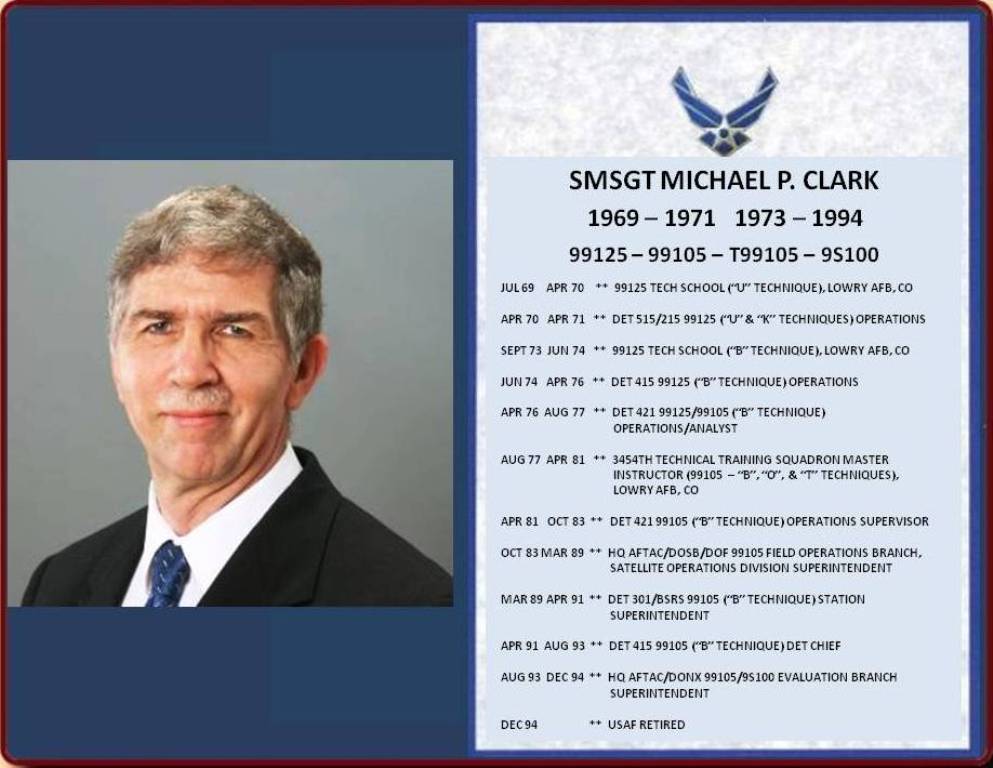 SMSGT MICHAEL P. CLARK
1969 – 1971 1973 – 1994
99125 – 99105 – T99105 – 9S100
JUL 69 APR 70 ** 99125 TECH SCHOOL (“U” TECHNIQUE), LOWRY AFB, CO
APR 70 APR 71 ** DET 515/215 99125 (“U” & “K” TECHNIQUES) OPERATIONS
SEPT 73 JUN 74 ** 99125 TECH SCHOOL (“B” TECHNIQUE), LOWRY AFB, CO
JUN 74 APR 76 ** DET 415 99125 (“B” TECHNIQUE) OPERATIONS
APR 76 AUG 77 ** DET 421 99125/99105 (“B” TECHNIQUE)
OPERATIONS/ANALYST
AUG 77 APR 81 ** 3454TH TECHNICAL TRAINING SQUADRON MASTER
INSTRUCTOR (99105 – “B”, “O”, & “T” TECHNIQUES),
LOWRY AFB, CO
APR 81 OCT 83 ** DET 421 99105 (“B” TECHNIQUE) OPERATIONS SUPERVISOR
OCT 83 MAR 89 ** HQ AFTAC/DOSB/DOF 99105 FIELD OPERATIONS BRANCH,
SATELLITE OPERATIONS DIVISION SUPERINTENDENT
MAR 89 APR 91 ** DET 301/BSRS 99105 (“B” TECHNIQUE) STATION
SUPERINTENDENT
APR 91 AUG 93 ** DET 415 99105 (“B” TECHNIQUE) DET CHIEF
AUG 93 DEC 94 ** HQ AFTAC/DONX 99105/9S100 EVALUATION BRANCH
SUPERINTENDENT
DEC 94 ** USAF RETIRED